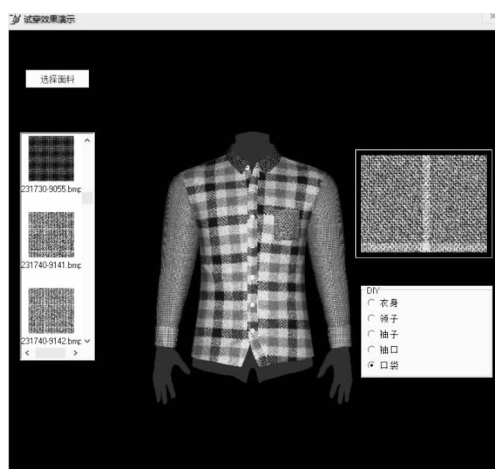 试穿效果演示
选择面料
231730-9055.bmp
231740-9141.bmp
231740-9142.bmp
DIY
衣身
领子
袖子
袖口
口袋